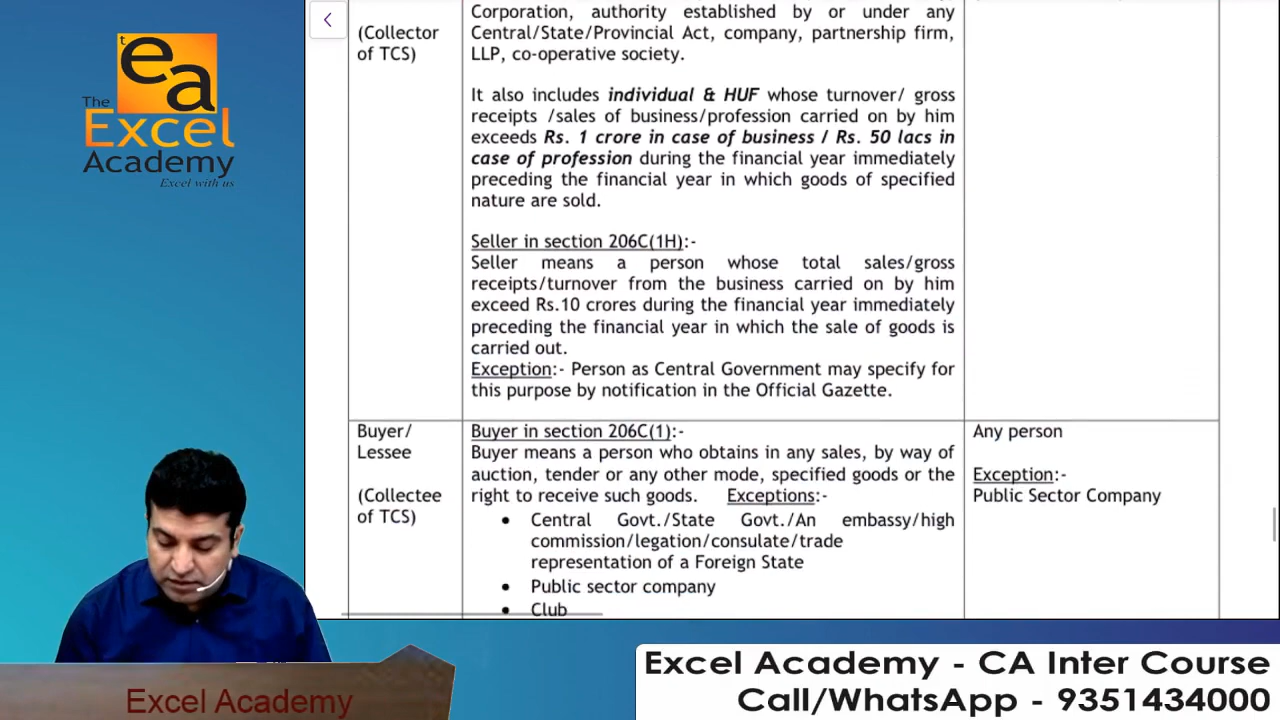 t
ea
The
Excel
Academy
Excel with us
(Collector
of TCS)
Corporation, authority established by or under any
Central/State/Provincial Act, company, partnership firm,
LLP, co-operative society.
It also includes individual & HUF whose turnover/ gross
receipts /sales of business/profession carried on by him
exceeds Rs. 1 crore in case of business / Rs. 50 lacs in
case of profession during the financial year immediately
preceding the financial year in which goods of specified
nature are sold.
Seller in section 206C(1H):-
Seller means a person whose total sales/gross
receipts/turnover from the business carried on by him
exceed Rs.10 crores during the financial year immediately
preceding the financial year in which the sale of goods is
carried out.
Exception:- Person as Central Government may specify for
this purpose by notification in the Official Gazette.
Buyer/
Lessee
(Collectee
of TCS)
Buyer in section 206C(1):-
Buyer means a person who obtains in any sales, by way of
auction, tender or any other mode, specified goods or the
right to receive such goods. Exceptions:-
• Central Govt./State Govt./An embassy/high
commission/legation/consulate/trade
representation of a Foreign State
• Public sector company
• Club
Any person
Exception:-
Public Sector Company
Excel Academy
Excel Academy - CA Inter Course
Call/WhatsApp - 9351434000